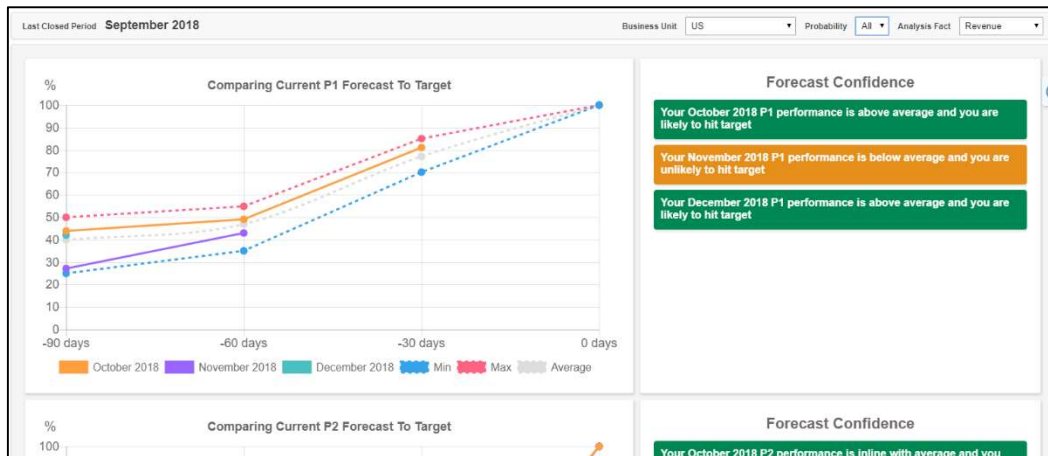 Last Closed Period September 2018
Business Unit US Probability All Analysis Fact Revenue
%
Comparing Current P1 Forecast To Target
100
90
80
70
60
50
40
30
20
10
0
-90 days -60 days -30 days 0 days
October 2018 November 2018 December 2018 Min Max Average
Forecast Confidence
Your October 2018 P1 performance is above average and you are
likely to hit target
Your November 2018 P1 performance is below average and you are
unlikely to hit target
Your December 2018 P1 performance is above average and you are
likely to hit target
%
Comparing Current P2 Forecast To Target
100
Forecast Confidence
Your October 2018 P2 performance is inline with average and you